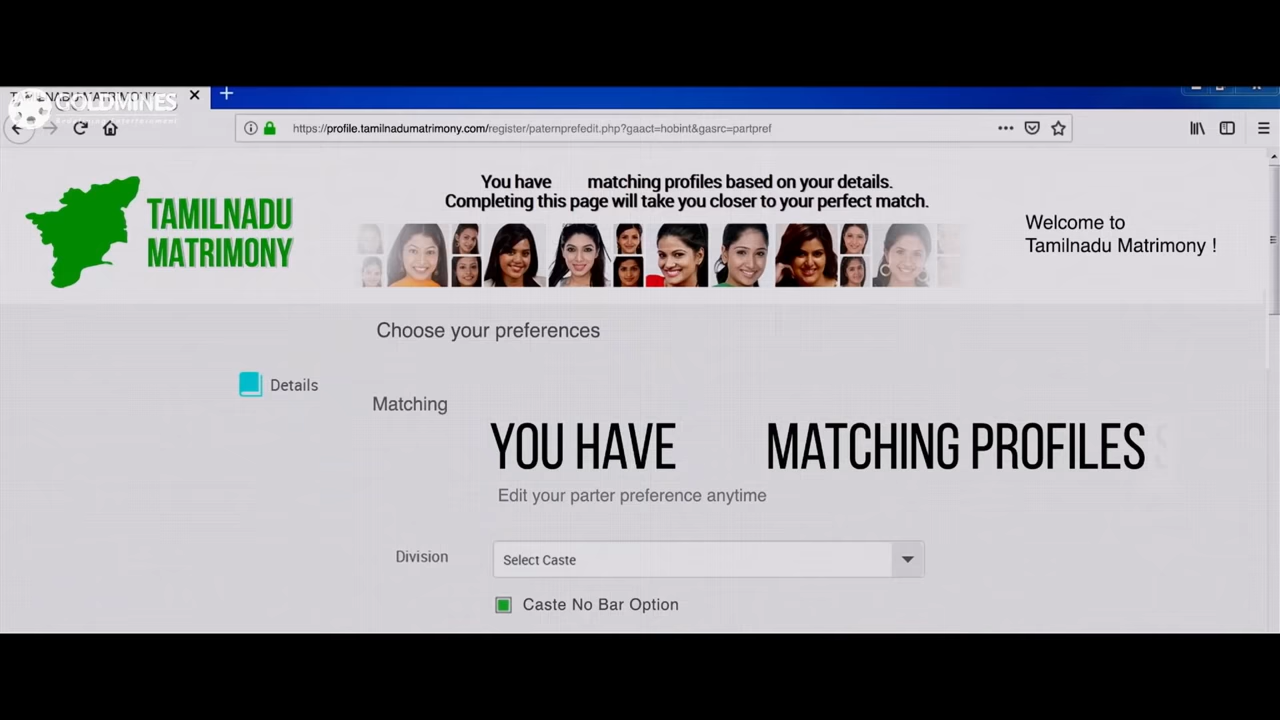 GOLDMINES
https://profile.tamilnadumatrimony.com/register/paternprefedit.php?gaact=hobint&gasrc=partpref
You have matching profiles based on your details.
Completing this page will take you closer to your perfect match.
TAMILNADU
MATRIMONY
Welcome to
Tamilnadu Matrimony !
Choose your preferences
Details
Matching
YOU HAVE MATCHING PROFILES
Edit your parter preference anytime
Division
Select Caste
Caste No Bar Option